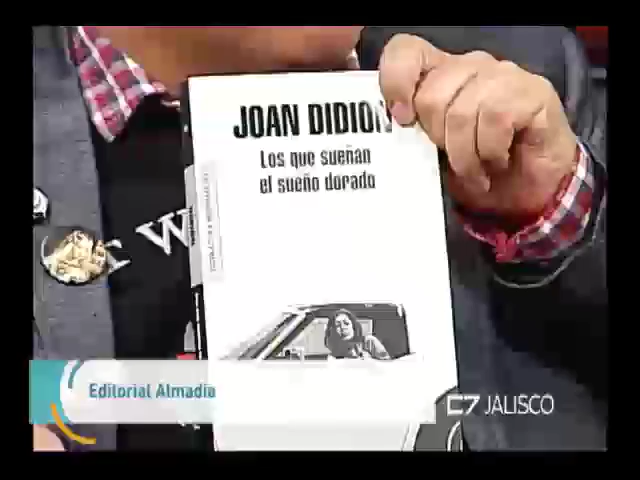 JOAN DIDION
Los que sueñan
el sueño dorado
W
Editorial Almadía
C7 JALISCO